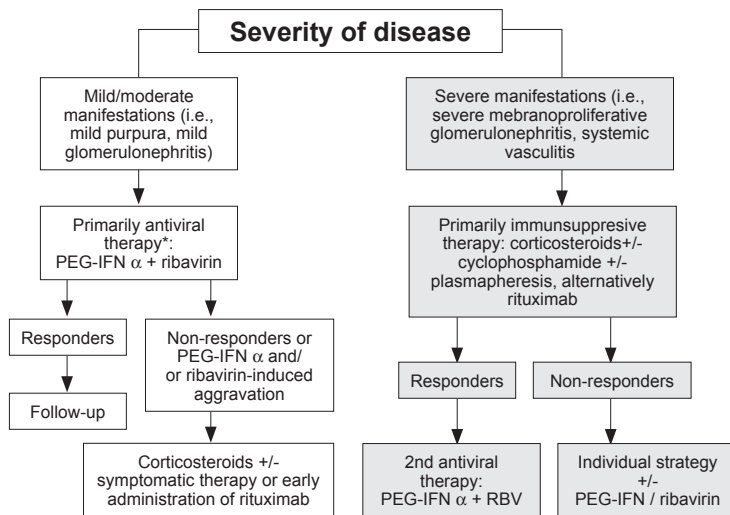 Severity of disease
Mild/moderate
manifestations (i.e.,
mild purpura, mild
glomerulonephritis)
Primarily antiviral
therapy*:
PEG-IFN α + ribavirin
Responders
Follow-up
Non-responders or
PEG-IFN α and/
or ribavirin-induced
aggravation
Corticosteroids +/-
symptomatic therapy or early
administration of rituximab
Severe manifestations (i.e.,
severe mebranoproliferative
glomerulonephritis, systemic
vasculitis
Primarily immunsuppresive
therapy: corticosteroids+/-
cyclophosphamide +/-
plasmapheresis, alternatively
rituximab
Responders
2nd antiviral
therapy:
PEG-IFN α + RBV
Non-responders
Individual strategy
+/-
PEG-IFN / ribavirin